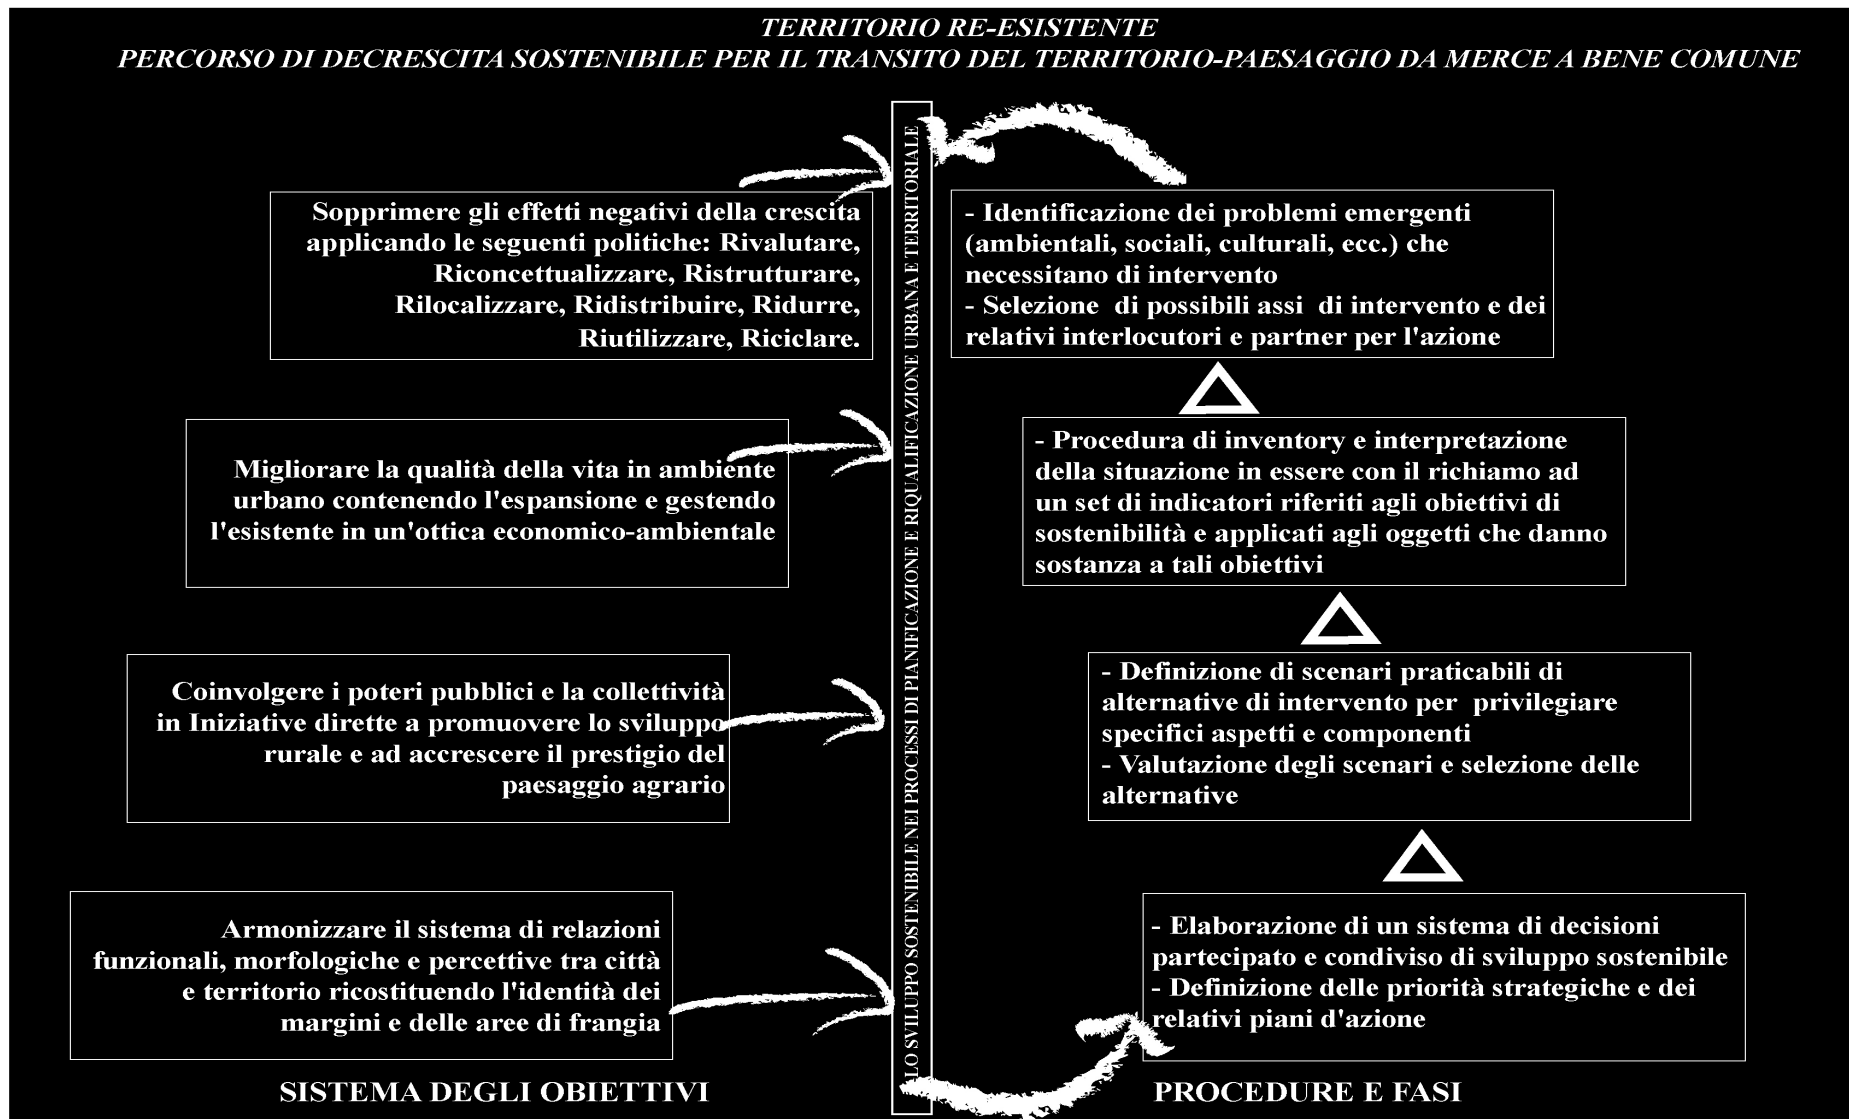 TERRITORIO RE-ESISTENTE
PERCORSO DI DECRESCITA SOSTENIBILE PER IL TRANSITO DEL TERRITORIO-PAESAGGIO DA MERCE A BENE COMUNE
Sopprimere gli effetti negativi della crescita
applicando le seguenti politiche: Rivalutare,
Riconcettualizzare, Ristrutturare,
Rilocalizzare, Ridistribuire, Ridurre,
Riutilizzare, Riciclare.
Migliorare la qualità della vita in ambiente
urbano contenendo l'espansione e gestendo
l'esistente in un'ottica economico-ambientale
Coinvolgere i poteri pubblici e la collettività
in Iniziative dirette a promuovere lo sviluppo
rurale e ad accrescere il prestigio del
paesaggio agrario
Armonizzare il sistema di relazioni
funzionali, morfologiche e percettive tra città
e territorio ricostituendo l'identità dei
margini e delle aree di frangia
SISTEMA DEGLI OBIETTIVI
LO SVILUPPO SOSTENIBILE NEI PROCESSI DI PIANIFICAZIONE E RIQUALIFICAZIONE URBANA E TERRITORIALE
- Identificazione dei problemi emergenti
(ambientali, sociali, culturali, ecc.) che
necessitano di intervento
- Selezione di possibili assi di intervento e dei
relativi interlocutori e partner per l'azione
- Procedura di inventory e interpretazione
della situazione in essere con il richiamo ad
un set di indicatori riferiti agli obiettivi di
sostenibilità e applicati agli oggetti che danno
sostanza a tali obiettivi
- Definizione di scenari praticabili di
alternative di intervento per privilegiare
specifici aspetti e componenti
- Valutazione degli scenari e selezione delle
alternative
- Elaborazione di un sistema di decisioni
partecipato e condiviso di sviluppo sostenibile
- Definizione delle priorità strategiche e dei
relativi piani d'azione
PROCEDURE E FASI